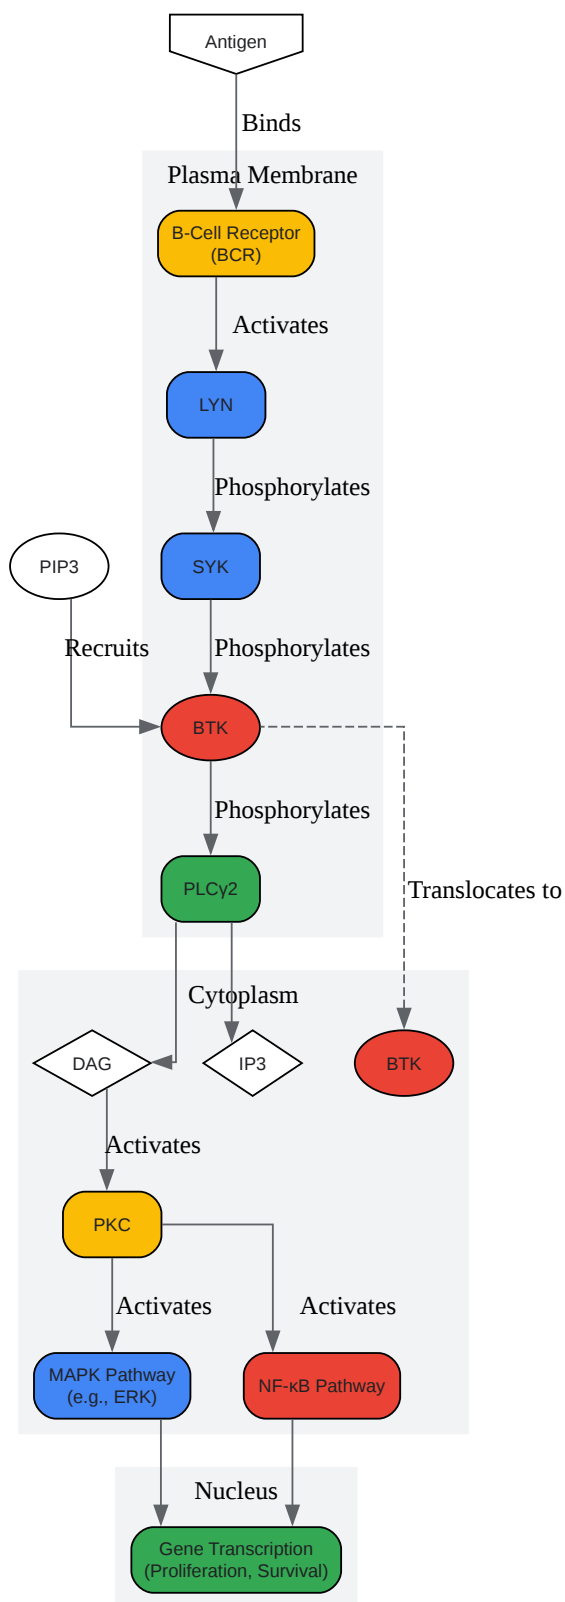 Antigen
Binds
Plasma Membrane
B-Cell Receptor
(BCR)
Activates
LYN
Phosphorylates
SYK
PIP3
Recruits
Phosphorylates
BTK
Phosphorylates
PLCγ2
Translocates to
Cytoplasm
DAG
IP3
BTK
Activates
PKC
Activates
Activates
MAPK Pathway
(e.g., ERK)
NF-κB Pathway
Nucleus
Gene Transcription
(Proliferation, Survival)